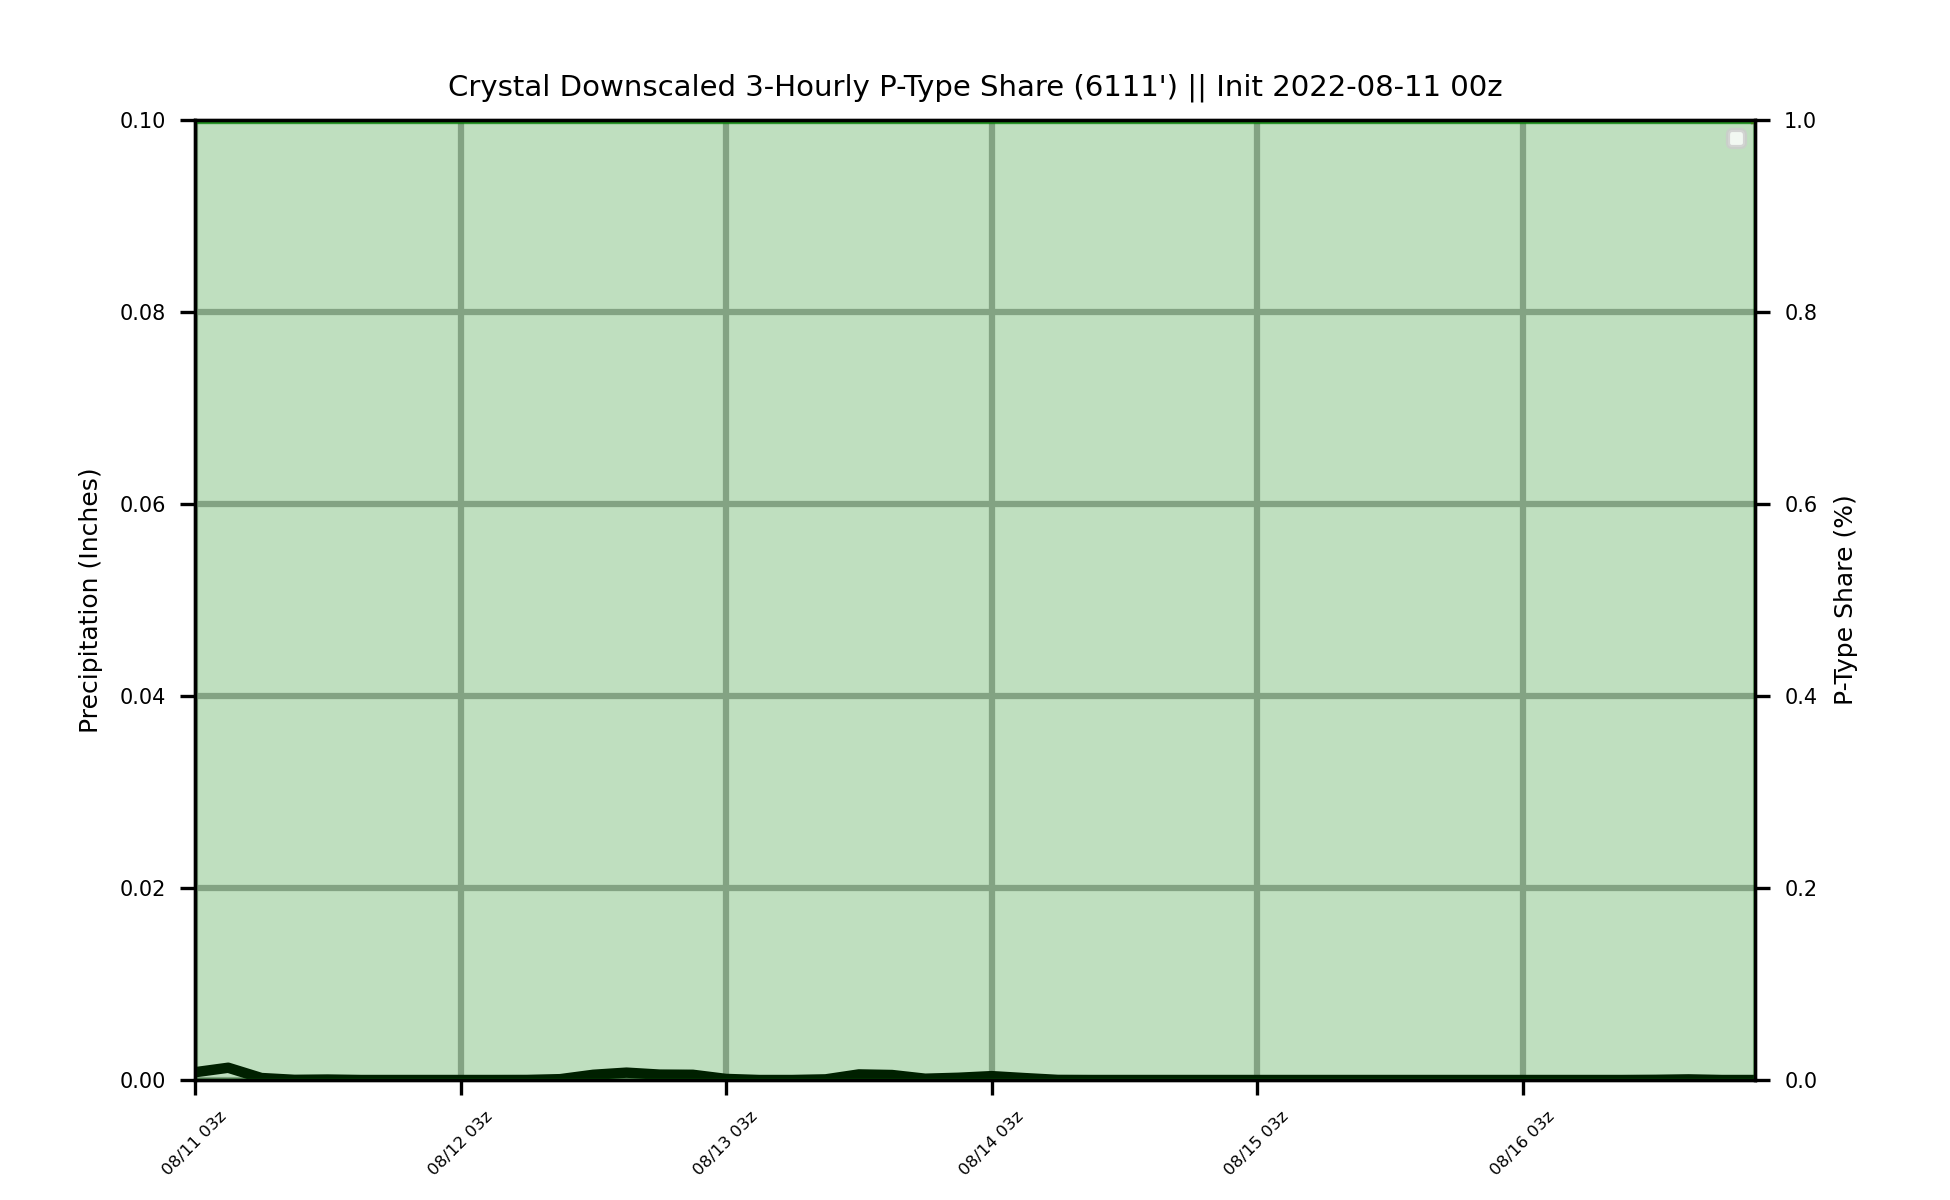 Crystal Downscaled 3-Hourly P-Type Share (6111') || Init 2022-08-11 00z
Precipitation (Inches)
0.10
0.08
0.06
0.04
0.02
0.00
1.0
0.8
0.6
0.4
0.2
0.0
P-Type Share (%)
08/11 03z
08/12 03z
08/13 03z
08/14 03z
08/15 03z
08/16 03z